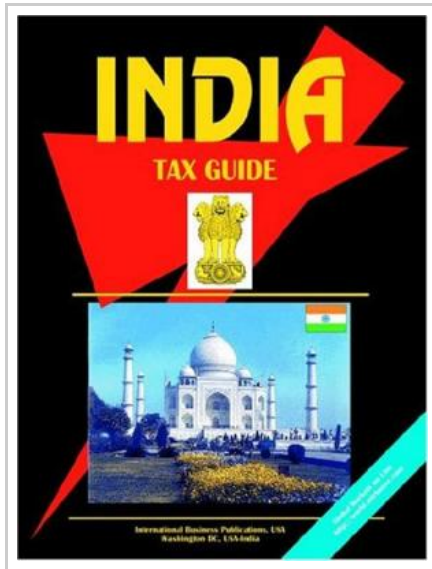 INDIA
TAX GUIDE
International Business Publications, USA
Washington DC, USA-India